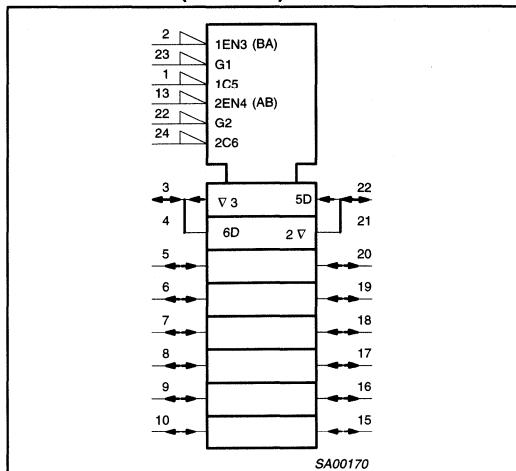 2 1EN3 (BA)
23 G1
1 1C5
13 2EN4 (AB)
22 G2
24 2C6
3 ∇ 3 5D 22
4 6D 2 ∇ 21
5 20
6 19
7 18
8 17
9 16
10 15
SA00170